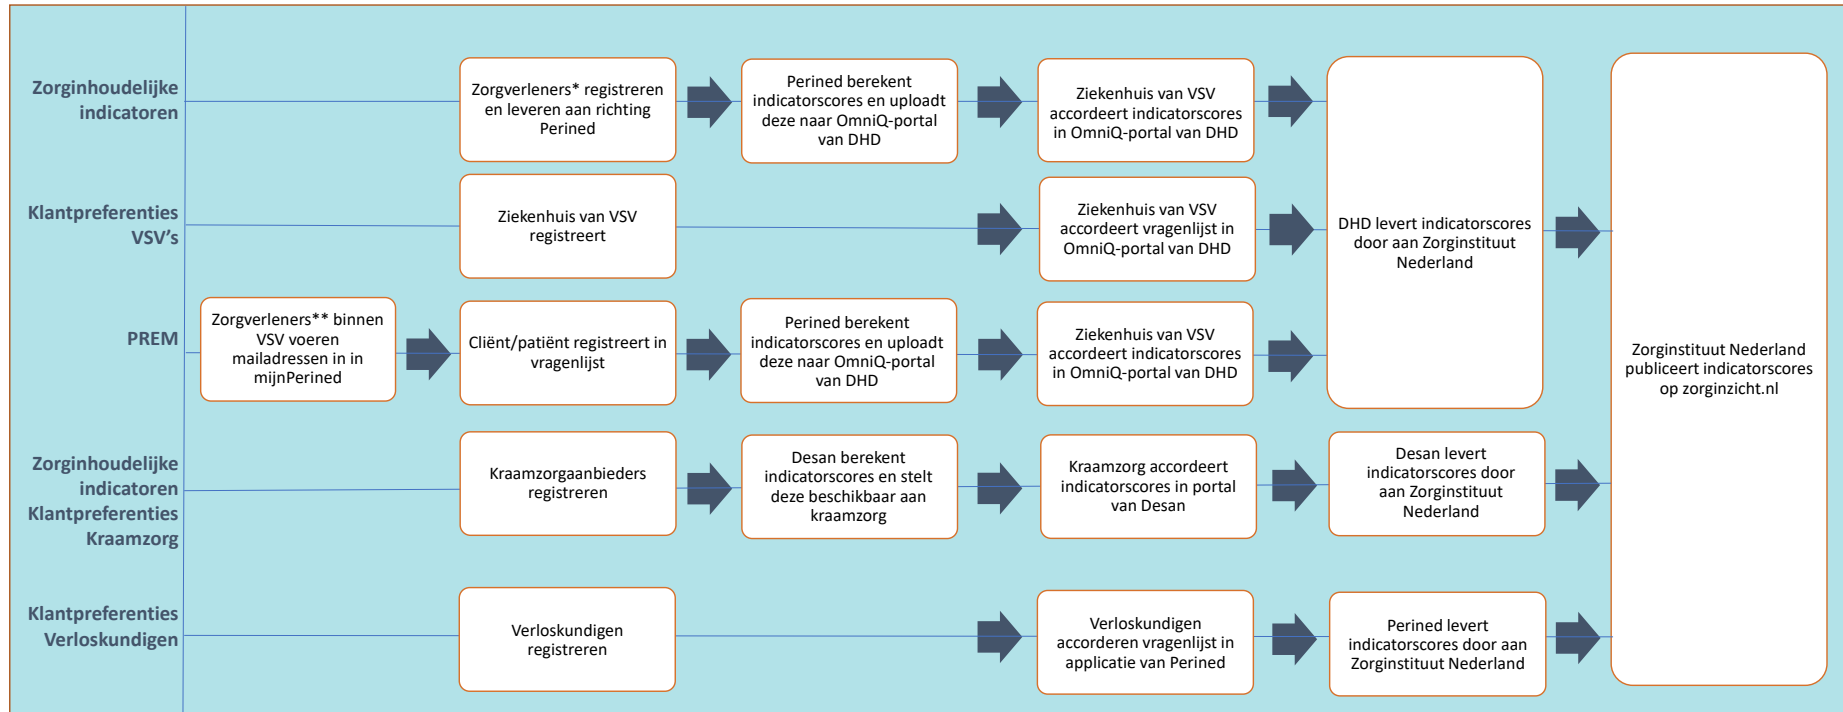 Zorginhoudelijke
indicatoren
Zorgverleners* registreren
en leveren aan richting
Perined
Perined berekent
indicatorscores en uploadt
deze naar OmniQ-portal
van DHD
Ziekenhuis van VSV
accordeert indicatorscores
in OmniQ-portal van DHD
Klantpreferenties
VSV's
Ziekenhuis van VSV
registreert
Ziekenhuis van VSV
accordeert vragenlijst in
OmniQ-portal van DHD
DHD levert indicatorscores
door aan Zorginstituut
Nederland
PREM
Zorgverleners** binnen
VSV voeren
mailadressen in in
mijnPerined
Cliënt/patiënt registreert in
vragenlijst
Perined berekent
indicatorscores en uploadt
deze naar OmniQ-portal
van DHD
Ziekenhuis van VSV
accordeert indicatorscores
in OmniQ-portal van DHD
Zorginstituut Nederland
publiceert indicatorscores
op zorginzicht.nl
Zorginhoudelijke
indicatoren
Klantpreferenties
Kraamzorg
Kraamzorgaanbieders
registreren
Desan berekent
indicatorscores en stelt
deze beschikbaar aan
kraamzorg
Kraamzorg accordeert
indicatorscores in portal
van Desan
Desan levert
indicatorscores door
aan Zorginstituut
Nederland
Klantpreferenties
Verloskundigen
Verloskundigen
registreren
Verloskundigen
accorderen vragenlijst in
applicatie van Perined
Perined levert
indicatorscores door aan
Zorginstituut Nederland